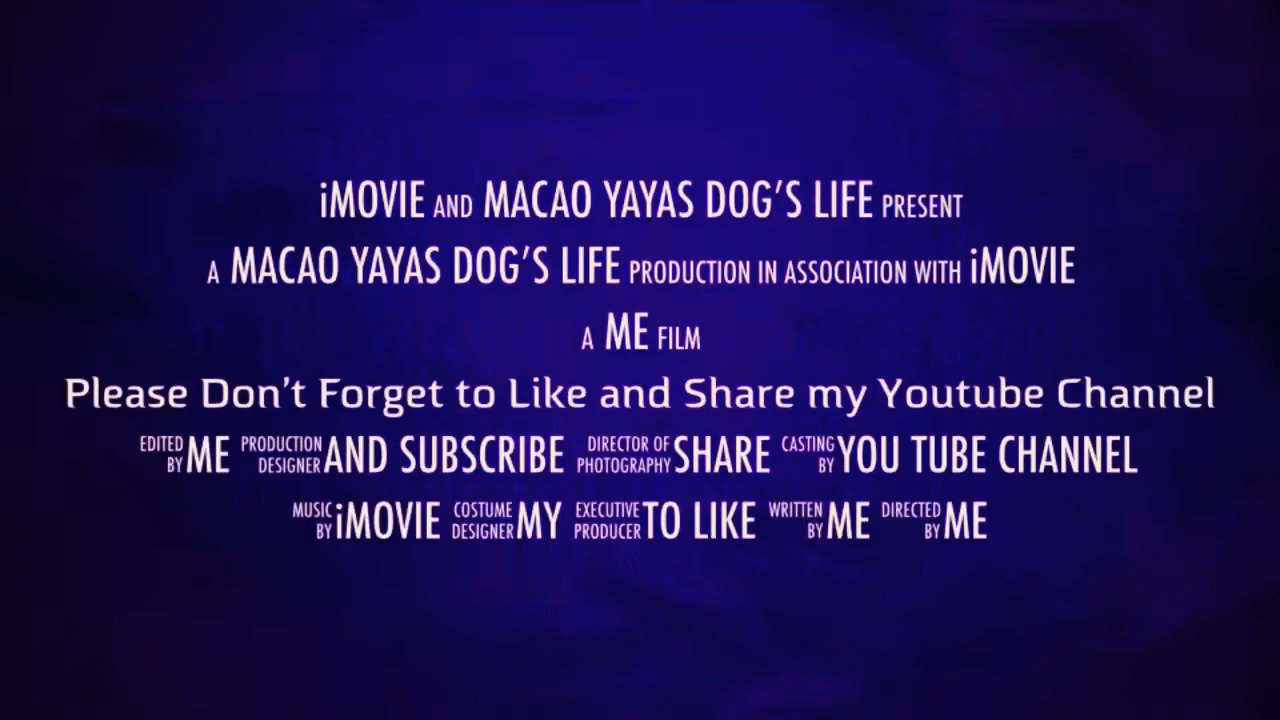 iMOVIE AND MACAO YAYAS DOG'S LIFE PRESENT
A MACAO YAYAS DOG'S LIFE PRODUCTION IN ASSOCIATION WITH iMOVIE
A ME FILM
Please Don't Forget to Like and Share my Youtube Channel
EDITED BY ME PRODUCTION DESIGNER AND SUBSCRIBE DIRECTOR OF PHOTOGRAPHY SHARE CASTING BY YOU TUBE CHANNEL
MUSIC BY iMOVIE COSTUME DESIGNER MY EXECUTIVE PRODUCER TO LIKE WRITTEN BY ME DIRECTED BY ME